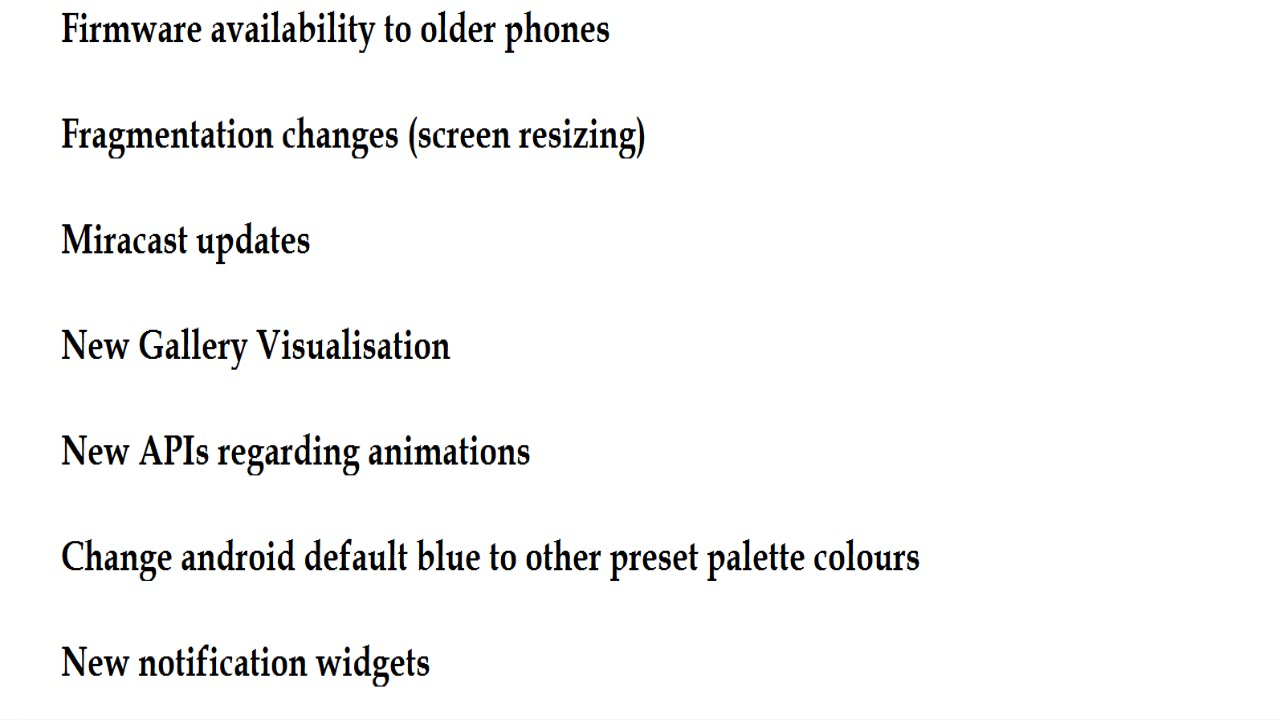 Firmware availability to older phones
Fragmentation changes (screen resizing)
Miracast updates
New Gallery Visualisation
New APIs regarding animations
Change android default blue to other preset palette colours
New notification widgets